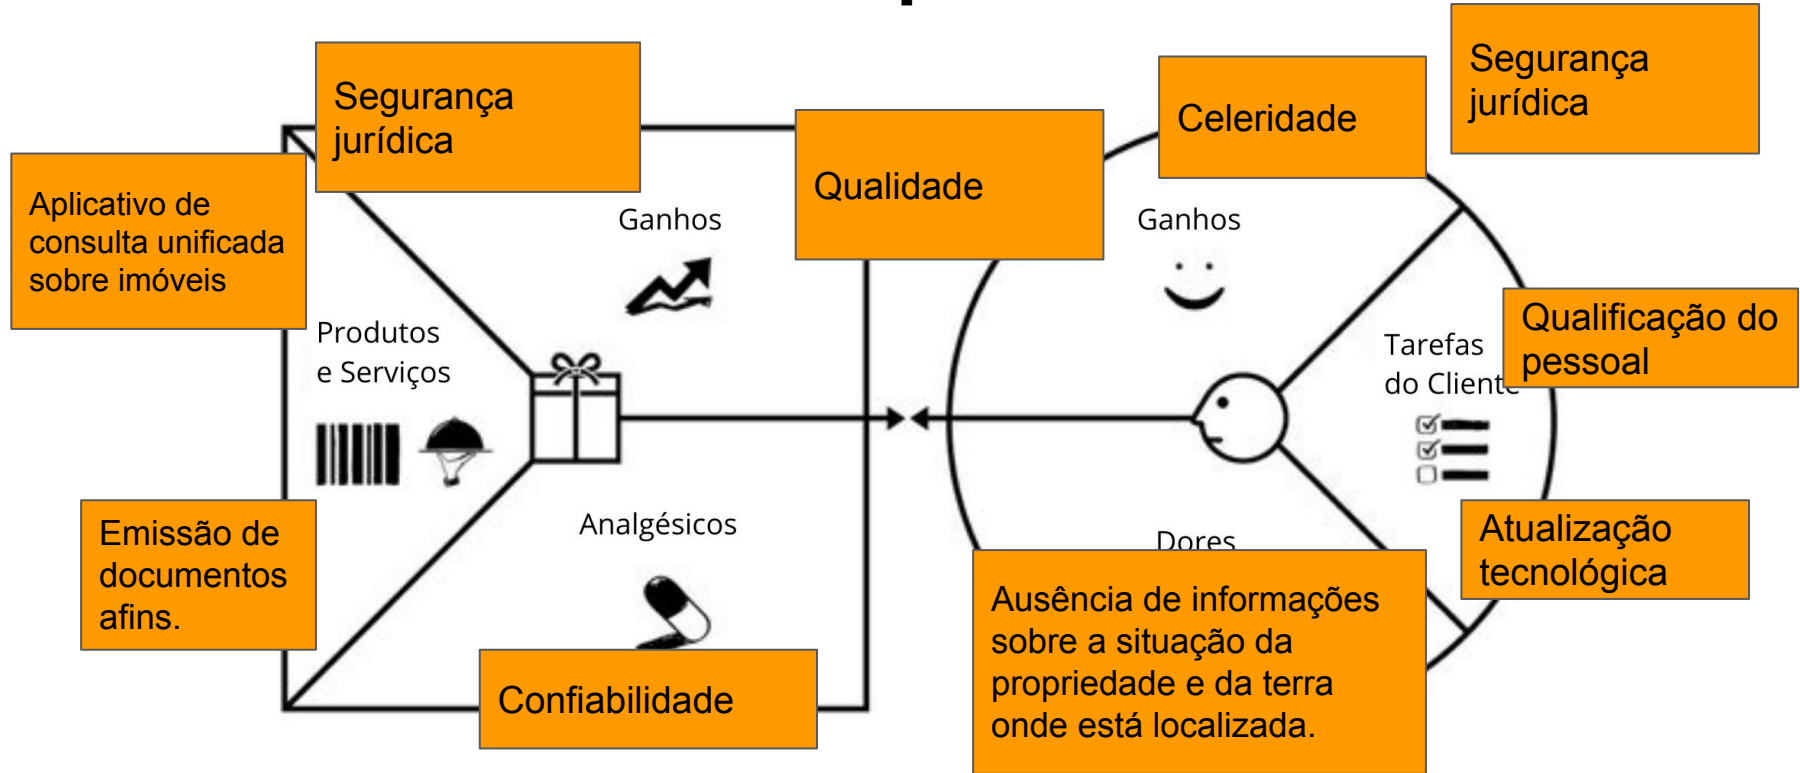 Segurança
jurídica
Segurança
jurídica
Celeridade
Qualidade
Aplicativo de
consulta unificada
sobre imóveis
Ganhos
Ganhos
Produtos
e Serviços
Qualificação do
pessoal
Tarefas
do Cliente
Analgésicos
Emissão de
documentos
afins.
Atualização
tecnológica
Dores
Ausência de informações
sobre a situação da
propriedade e da terra
onde está localizada.
Confiabilidade